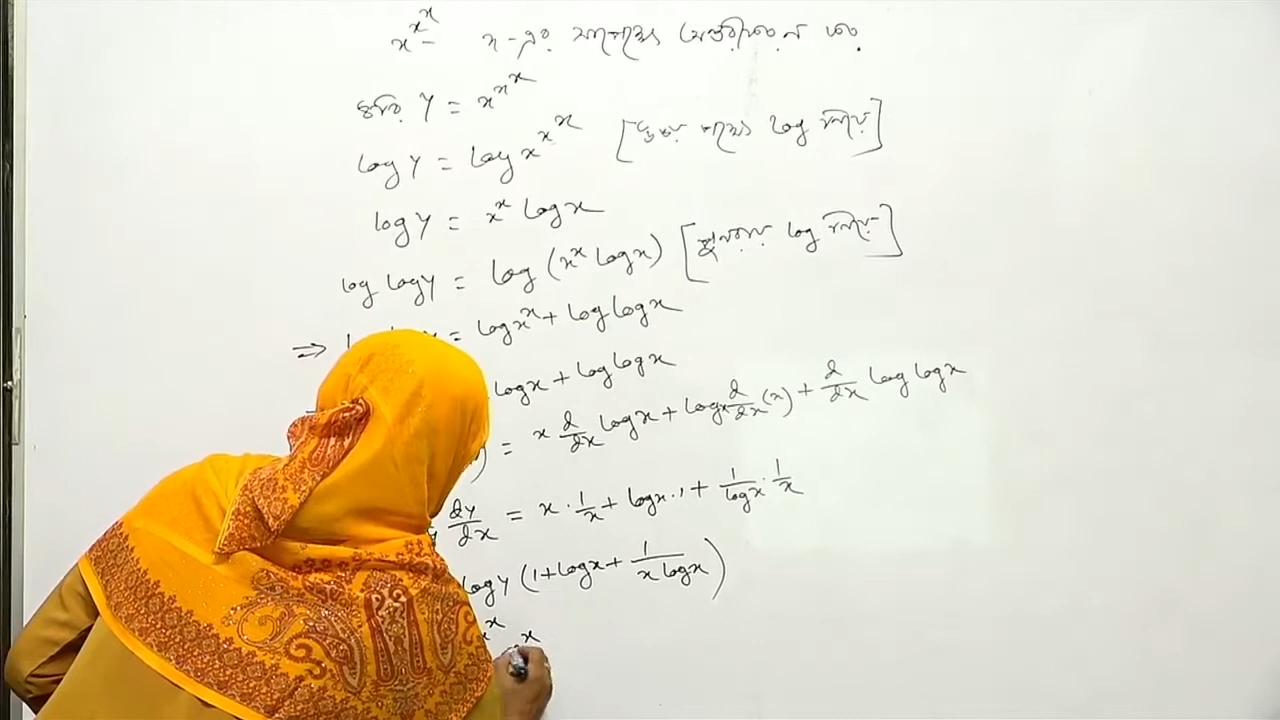 x^{x^x} x-এর সাপেক্ষে অন্তরীকরণ কর
ধরি, y = x^{x^x}
log y = log x^{x^x} [উভয় পক্ষে log নিয়ে]
log y = x^x log x
log log y = log (x^x log x) [পুনরায় log নিয়ে]
⇒ = log x^x + log log x
log x + log log x
) = x d/dx log x + log x d/dx (x) + d/dx log log x
dy/dx = x · 1/x + log x · 1 + 1/log x · 1/x
log y (1 + log x + 1/(x log x))
x^x x